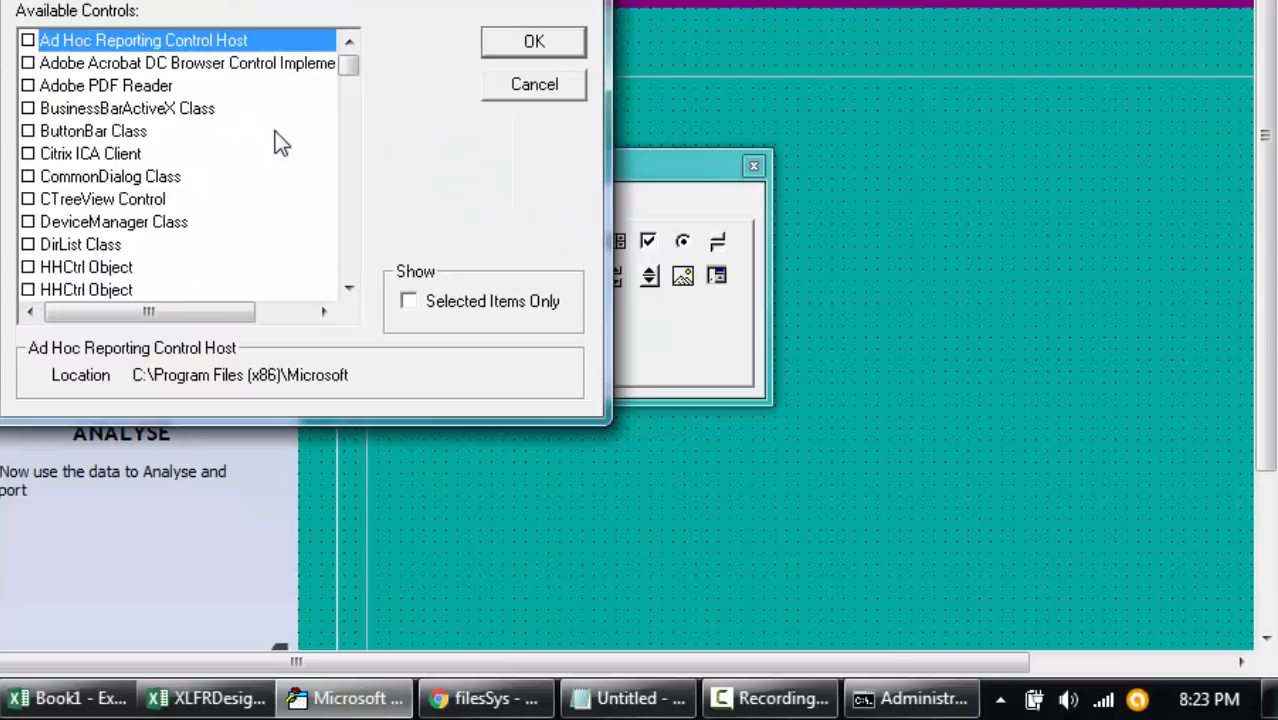 Available Controls:
Ad Hoc Reporting Control Host
Adobe Acrobat DC Browser Control Impleme
Adobe PDF Reader
BusinessBarActiveX Class
ButtonBar Class
Citrix ICA Client
CommonDialog Class
CTreeView Control
DeviceManager Class
DirList Class
HHCtrl Object
HHCtrl Object
OK
Cancel
Show
Selected Items Only
Ad Hoc Reporting Control Host
Location C:\Program Files (x86)\Microsoft
ANALYSE
Now use the data to Analyse and
port
Book1 - Ex...
XLFRDesig...
Microsoft ...
filesSys - ...
Untitled - ...
Recording...
Administr...
8:23 PM